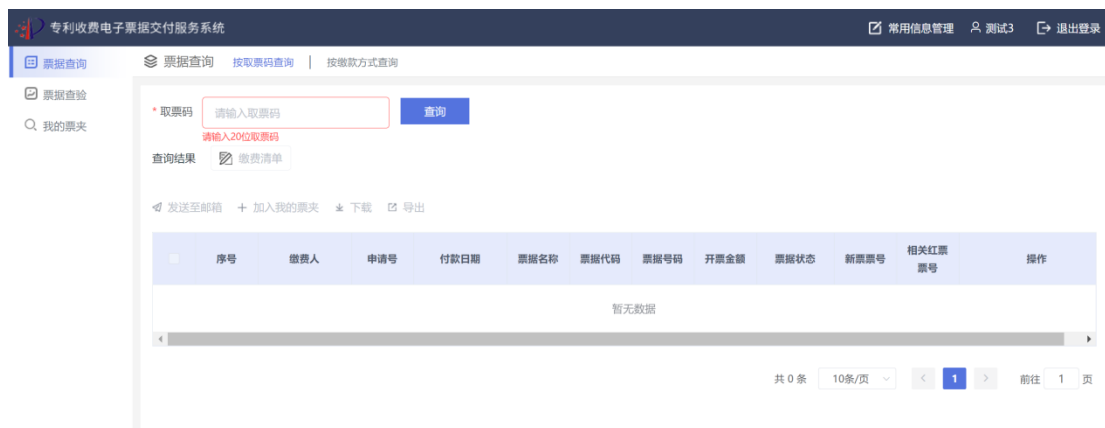 专利收费电子票据交付服务系统 常用信息管理 测试3 退出登录
票据查询 票据查询 按取票码查询 | 按缴款方式查询
票据查验
我的票夹
* 取票码 请输入取票码 查询
请输入20位取票码
查询结果 缴费清单
发送至邮箱 + 加入我的票夹 下载 导出
序号 缴费人 申请号 付款日期 票据名称 票据代码 票据号码 开票金额 票据状态 新票票号 相关红票 操作
票号
暂无数据
共 0 条 10条/页 < 1 > 前往 1 页